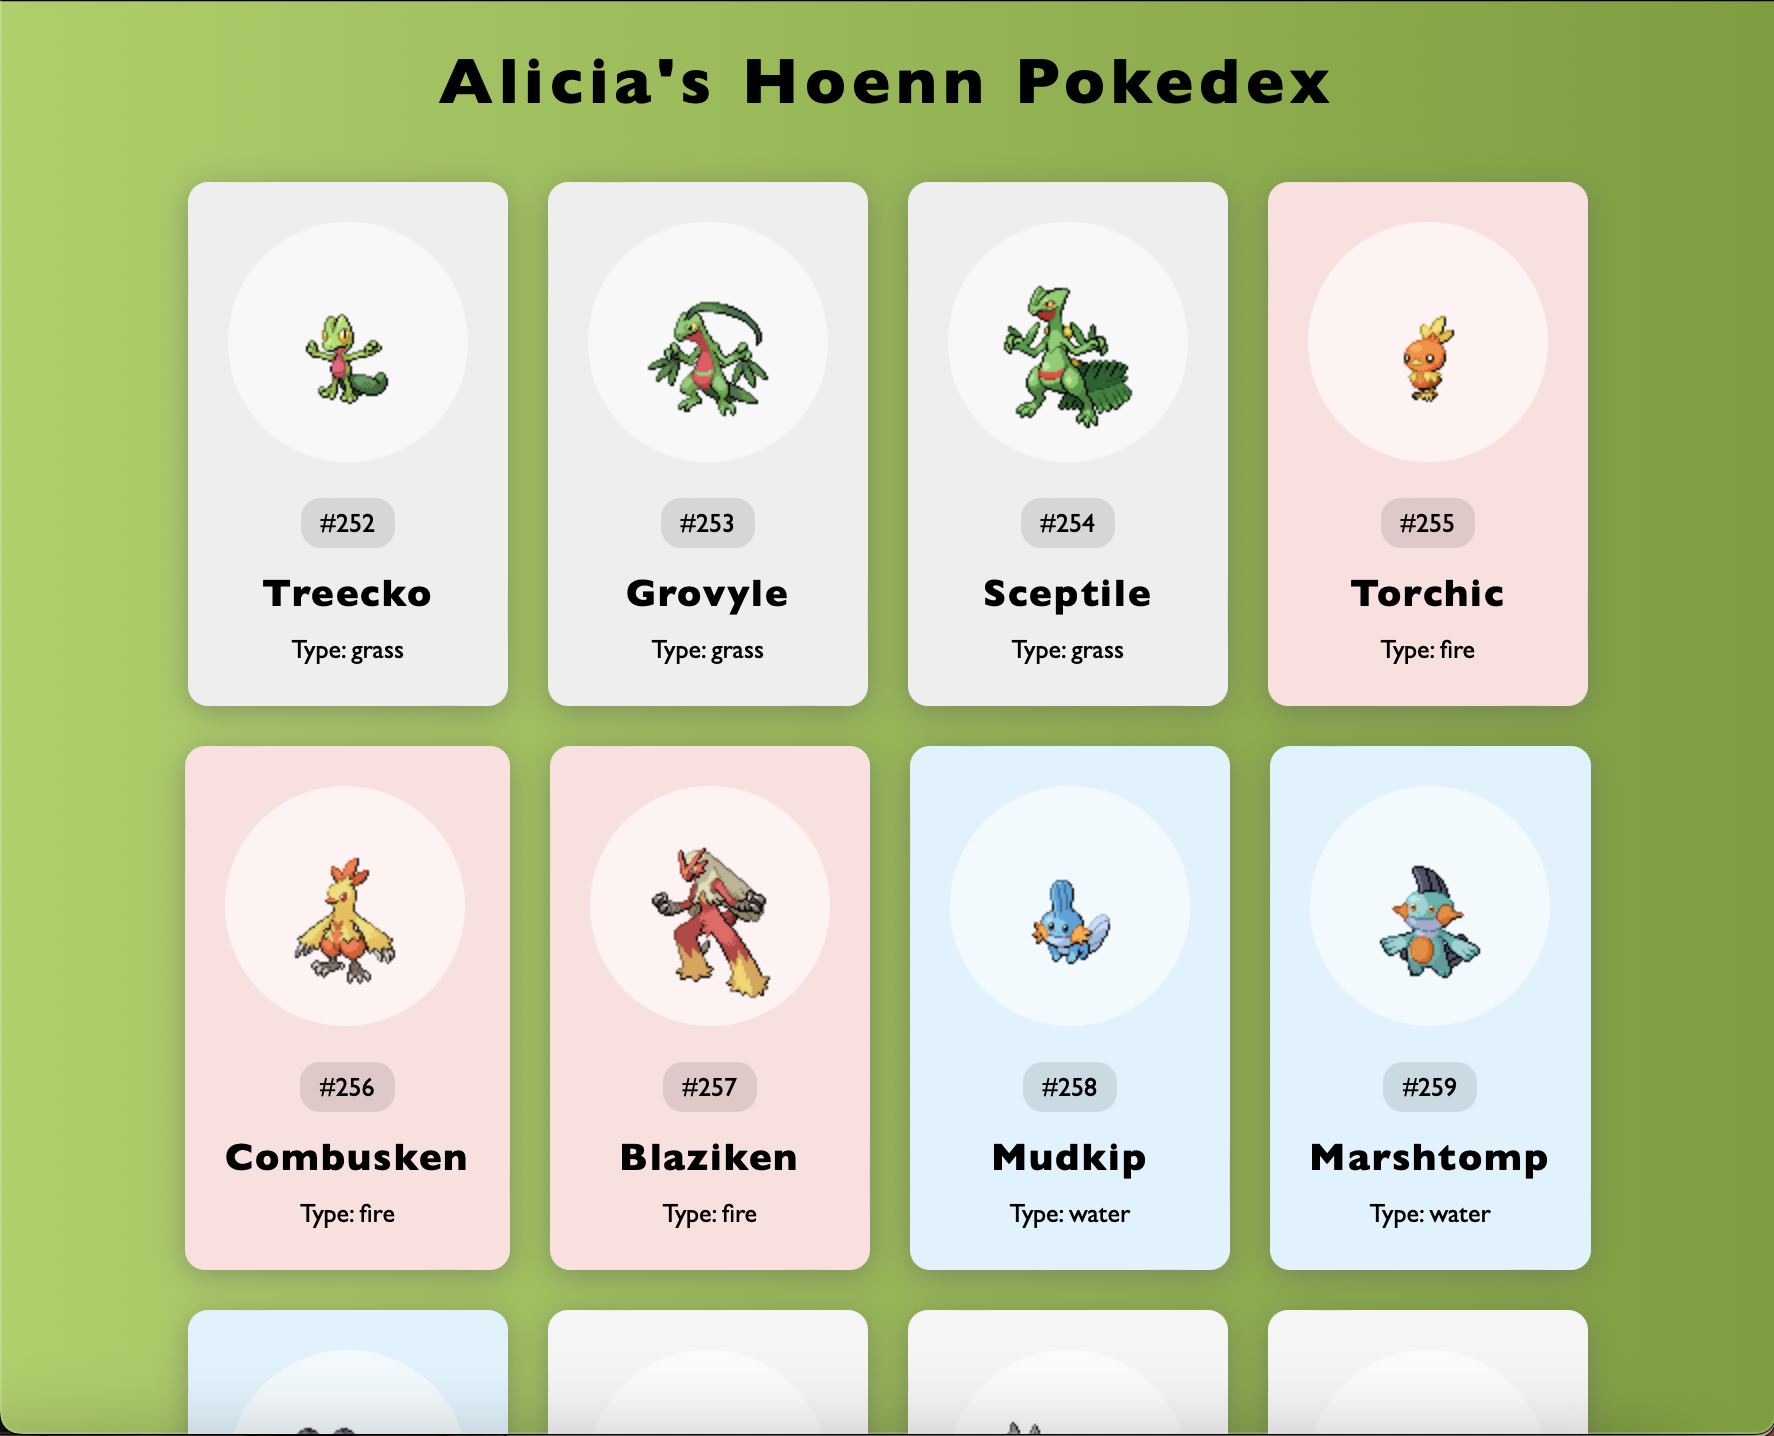 Alicia's Hoenn Pokedex
#252
Treecko
Type: grass
#253
Grovyle
Type: grass
#254
Sceptile
Type: grass
#255
Torchic
Type: fire
#256
Combusken
Type: fire
#257
Blaziken
Type: fire
#258
Mudkip
Type: water
#259
Marshtomp
Type: water